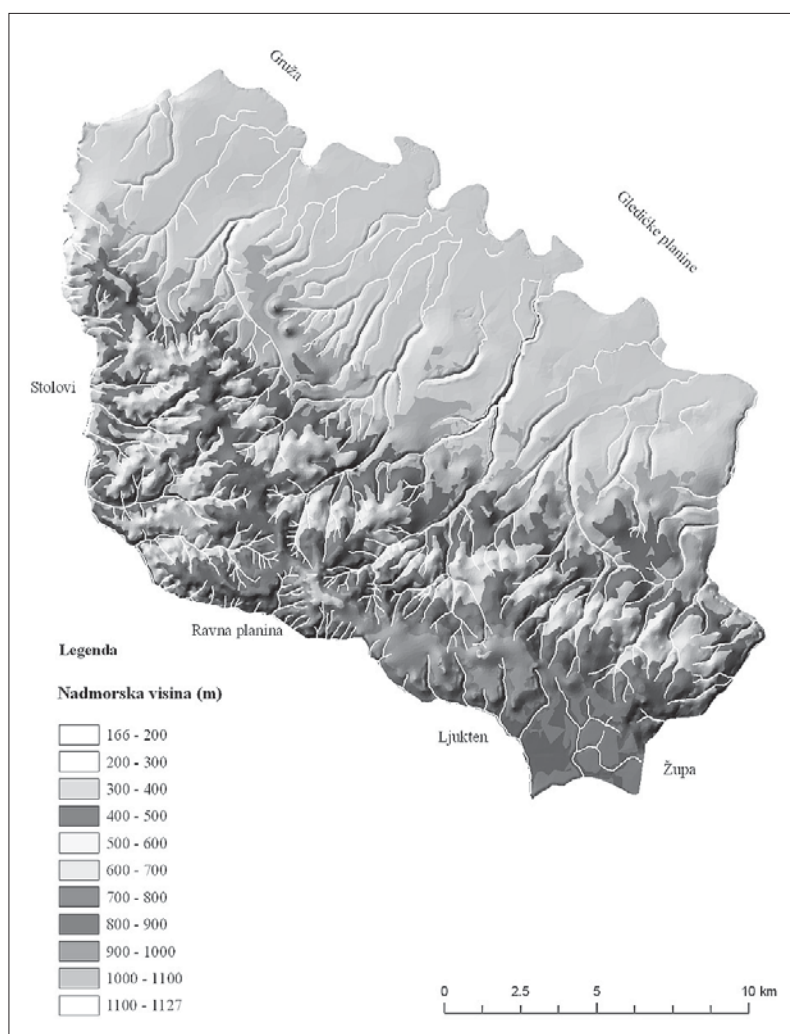 Gruža
Gledićke planine
Stolovi
Ravna planina
Legenda
Nadmorska visina (m)
Ljukten
Župa
166 - 200
200 - 300
300 - 400
400 - 500
500 - 600
600 - 700
700 - 800
800 - 900
900 - 1000
1000 - 1100
1100 - 1127
0 2.5 5 10 km